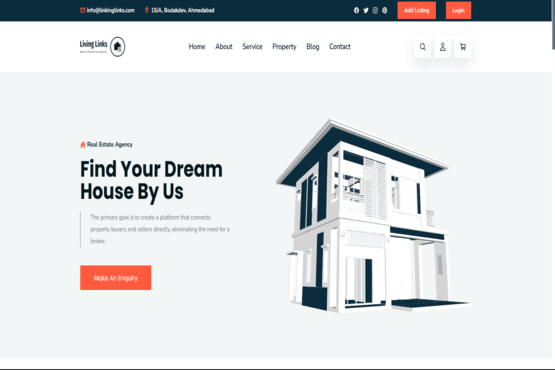 info@linkinglinks.com
15/A, Bodakdev, Ahmedabad
Add Listing
Login
Living Links
Home
About
Service
Property
Blog
Contact
Real Estate Agency
Find Your Dream
House By Us
The primary goal is to create a platform that connects
property buyers and sellers directly, eliminating the need for a
broker.
Make An Enquiry